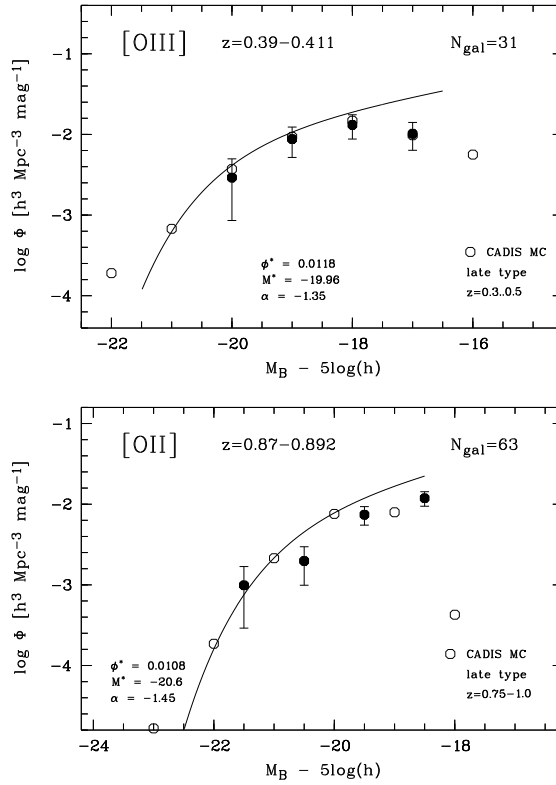 [OIII] z=0.39−0.411 N_gal=31
−1
−2
−3
−4
log Φ [h³ Mpc⁻³ mag⁻¹]
φ* = 0.0118
M* = −19.96
α = −1.35
CADIS MC
late type
z=0.3..0.5
−22 −20 −18 −16
M_B − 5log(h)
[OII] z=0.87−0.892 N_gal=63
−1
−2
−3
−4
log Φ [h³ Mpc⁻³ mag⁻¹]
φ* = 0.0108
M* = −20.6
α = −1.45
CADIS MC
late type
z=0.75−1.0
−24 −22 −20 −18
M_B − 5log(h)